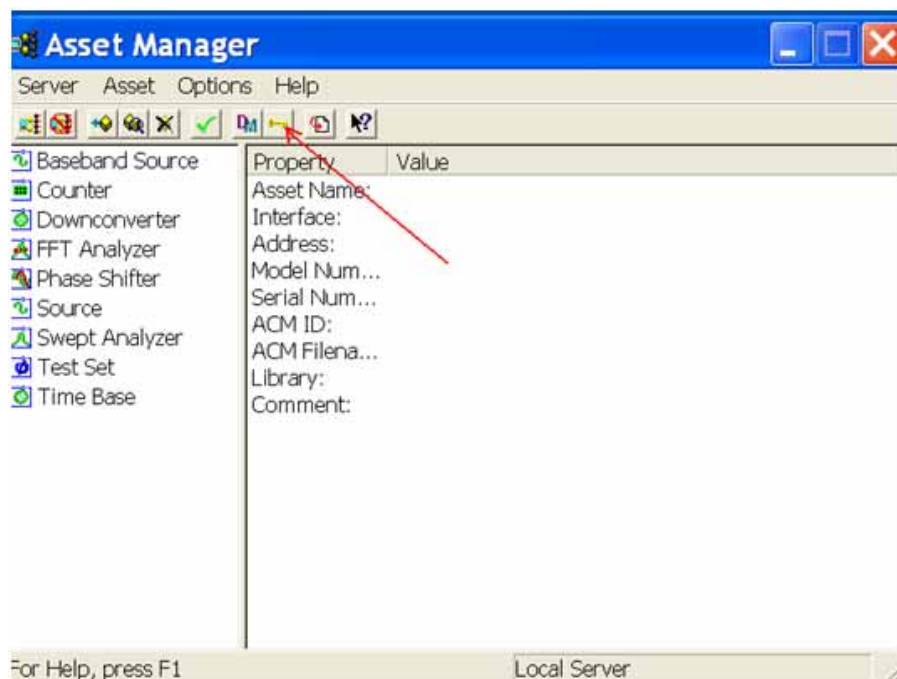 Asset Manager
Server Asset Options Help
DM
Baseband Source
Counter
Downconverter
FFT Analyzer
Phase Shifter
Source
Swept Analyzer
Test Set
Time Base
Property Value
Asset Name:
Interface:
Address:
Model Num...
Serial Num...
ACM ID:
ACM Filena...
Library:
Comment:
For Help, press F1 Local Server